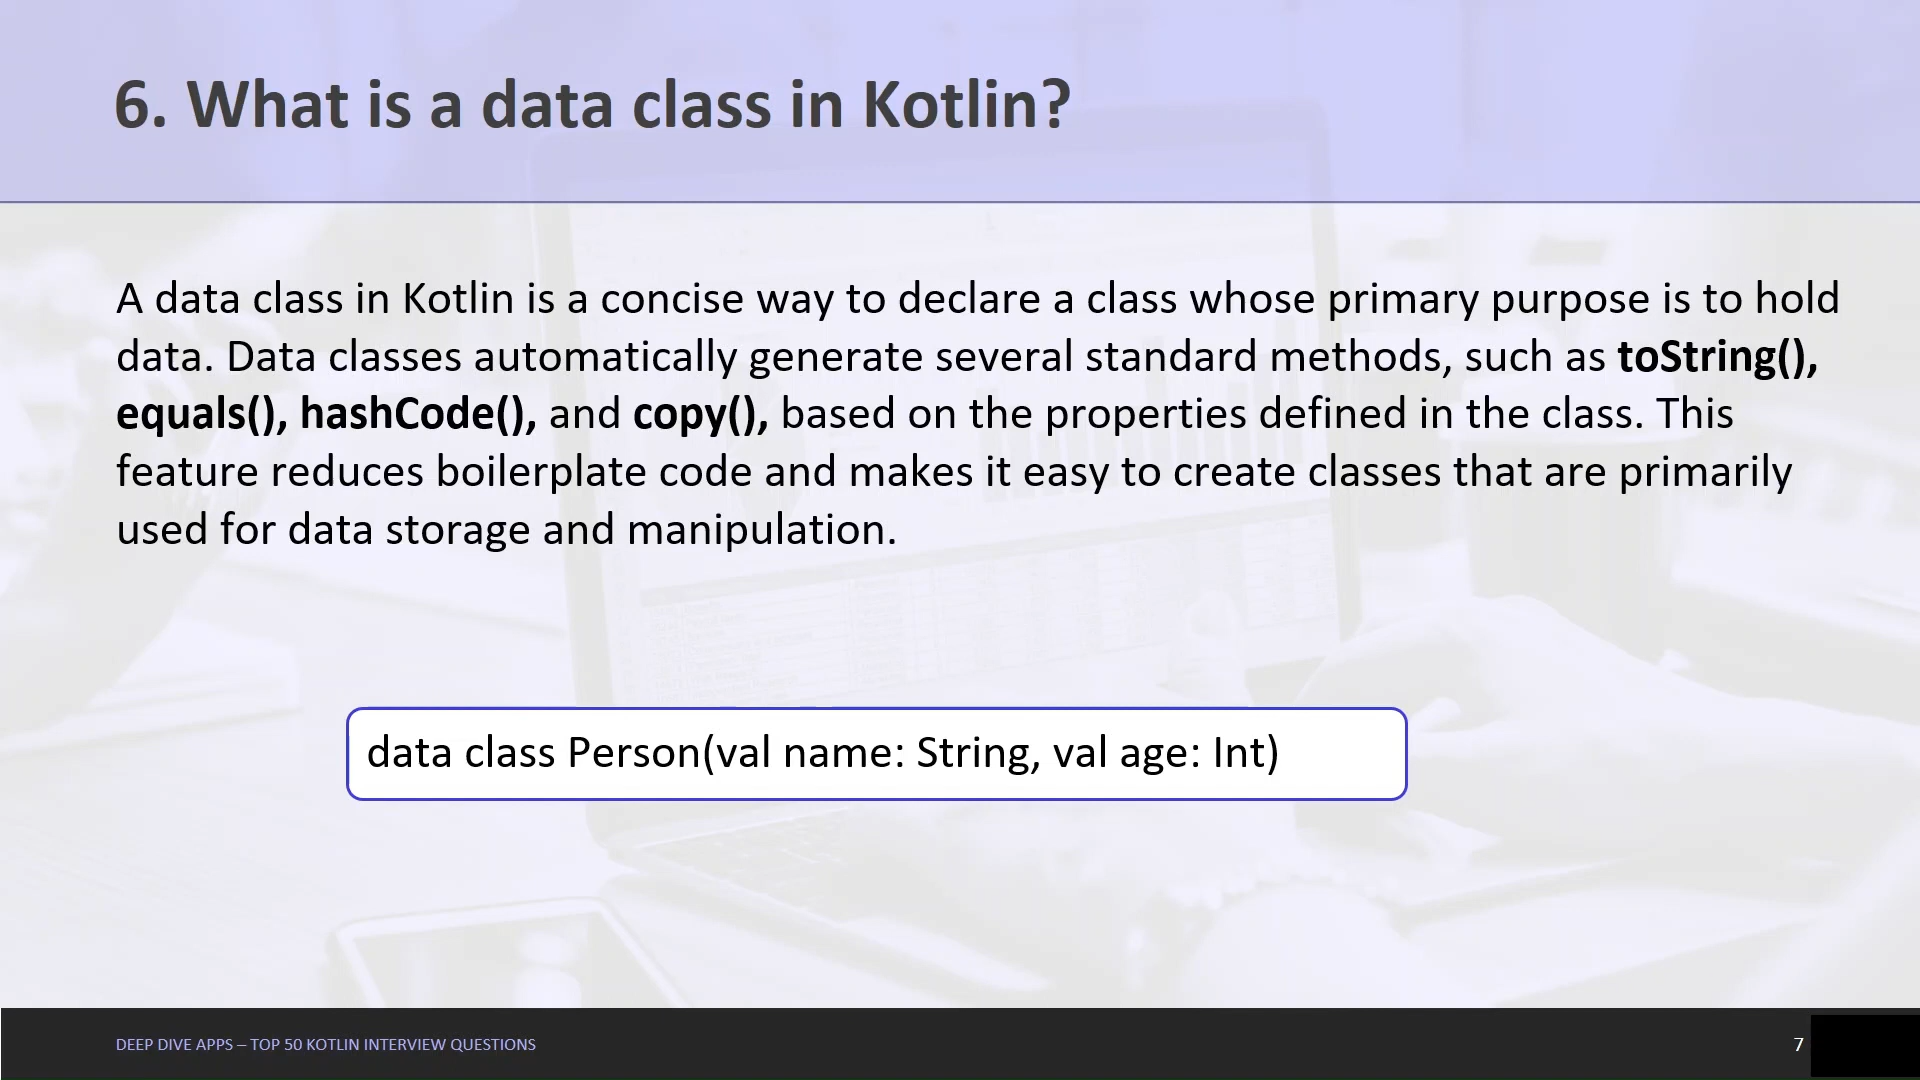 6. What is a data class in Kotlin?
A data class in Kotlin is a concise way to declare a class whose primary purpose is to hold
data. Data classes automatically generate several standard methods, such as toString(),
equals(), hashCode(), and copy(), based on the properties defined in the class. This
feature reduces boilerplate code and makes it easy to create classes that are primarily
used for data storage and manipulation.
data class Person(val name: String, val age: Int)
DEEP DIVE APPS – TOP 50 KOTLIN INTERVIEW QUESTIONS
7